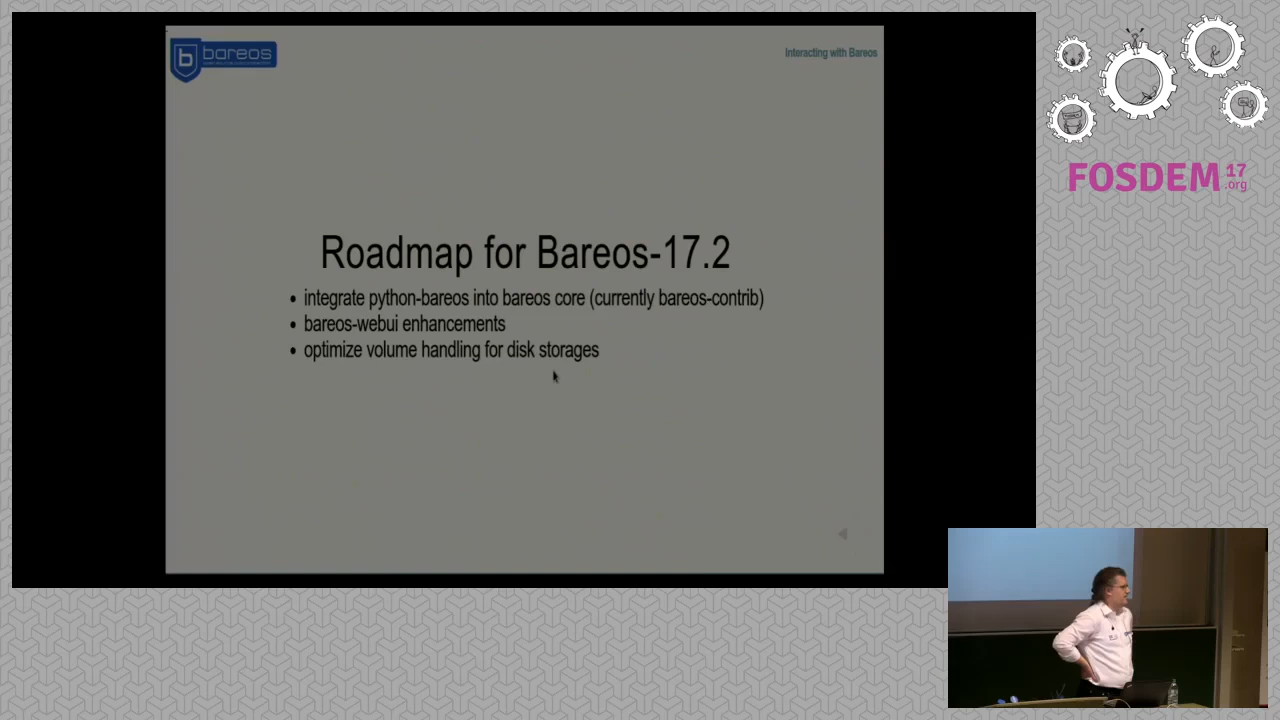 bareos
Interacting with Bareos
Roadmap for Bareos-17.2
• integrate python-bareos into bareos core (currently bareos-contrib)
• bareos-webui enhancements
• optimize volume handling for disk storages
FOSDEM 17
.org